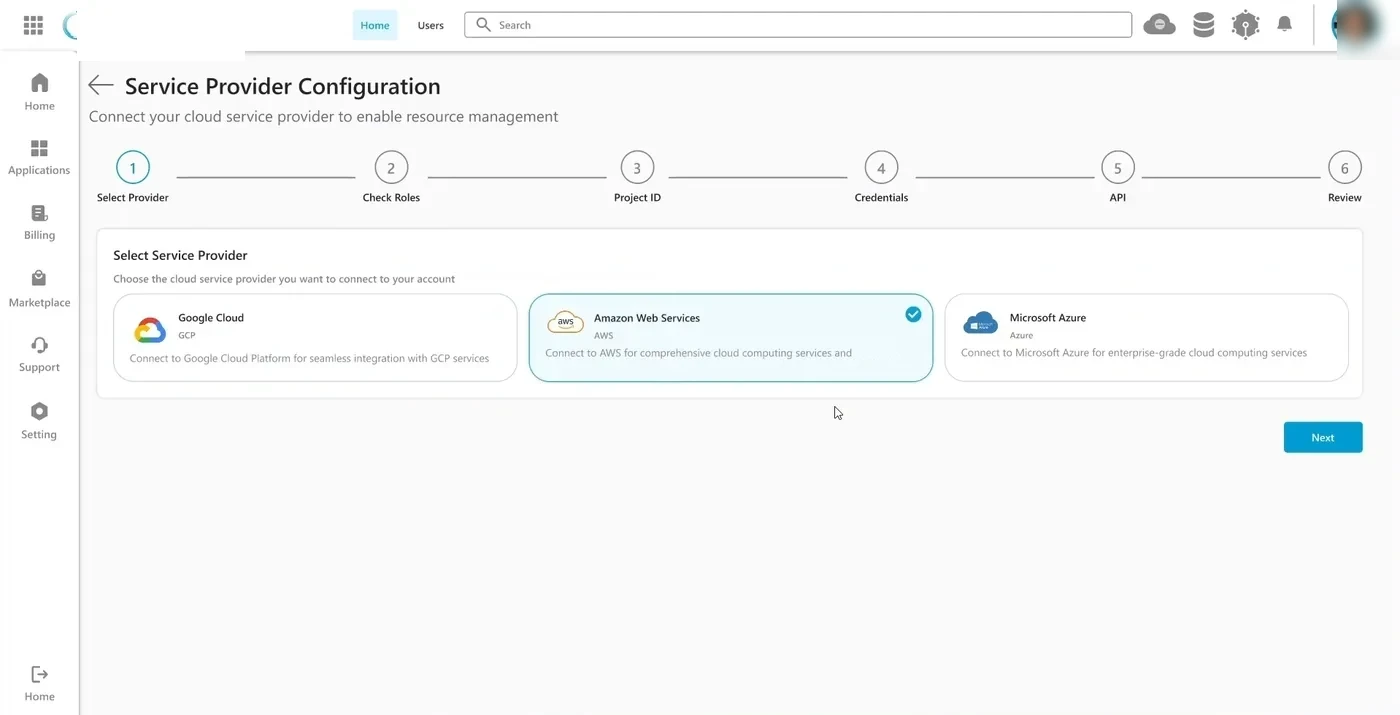 Home
Users
Search
Home
Applications
Billing
Marketplace
Support
Setting
Home
Service Provider Configuration
Connect your cloud service provider to enable resource management
1
2
3
4
5
6
Select Provider
Check Roles
Project ID
Credentials
API
Review
Select Service Provider
Choose the cloud service provider you want to connect to your account
Google Cloud
GCP
Connect to Google Cloud Platform for seamless integration with GCP services
aws
Amazon Web Services
AWS
Connect to AWS for comprehensive cloud computing services and
Microsoft Azure
Azure
Connect to Microsoft Azure for enterprise-grade cloud computing services
Next